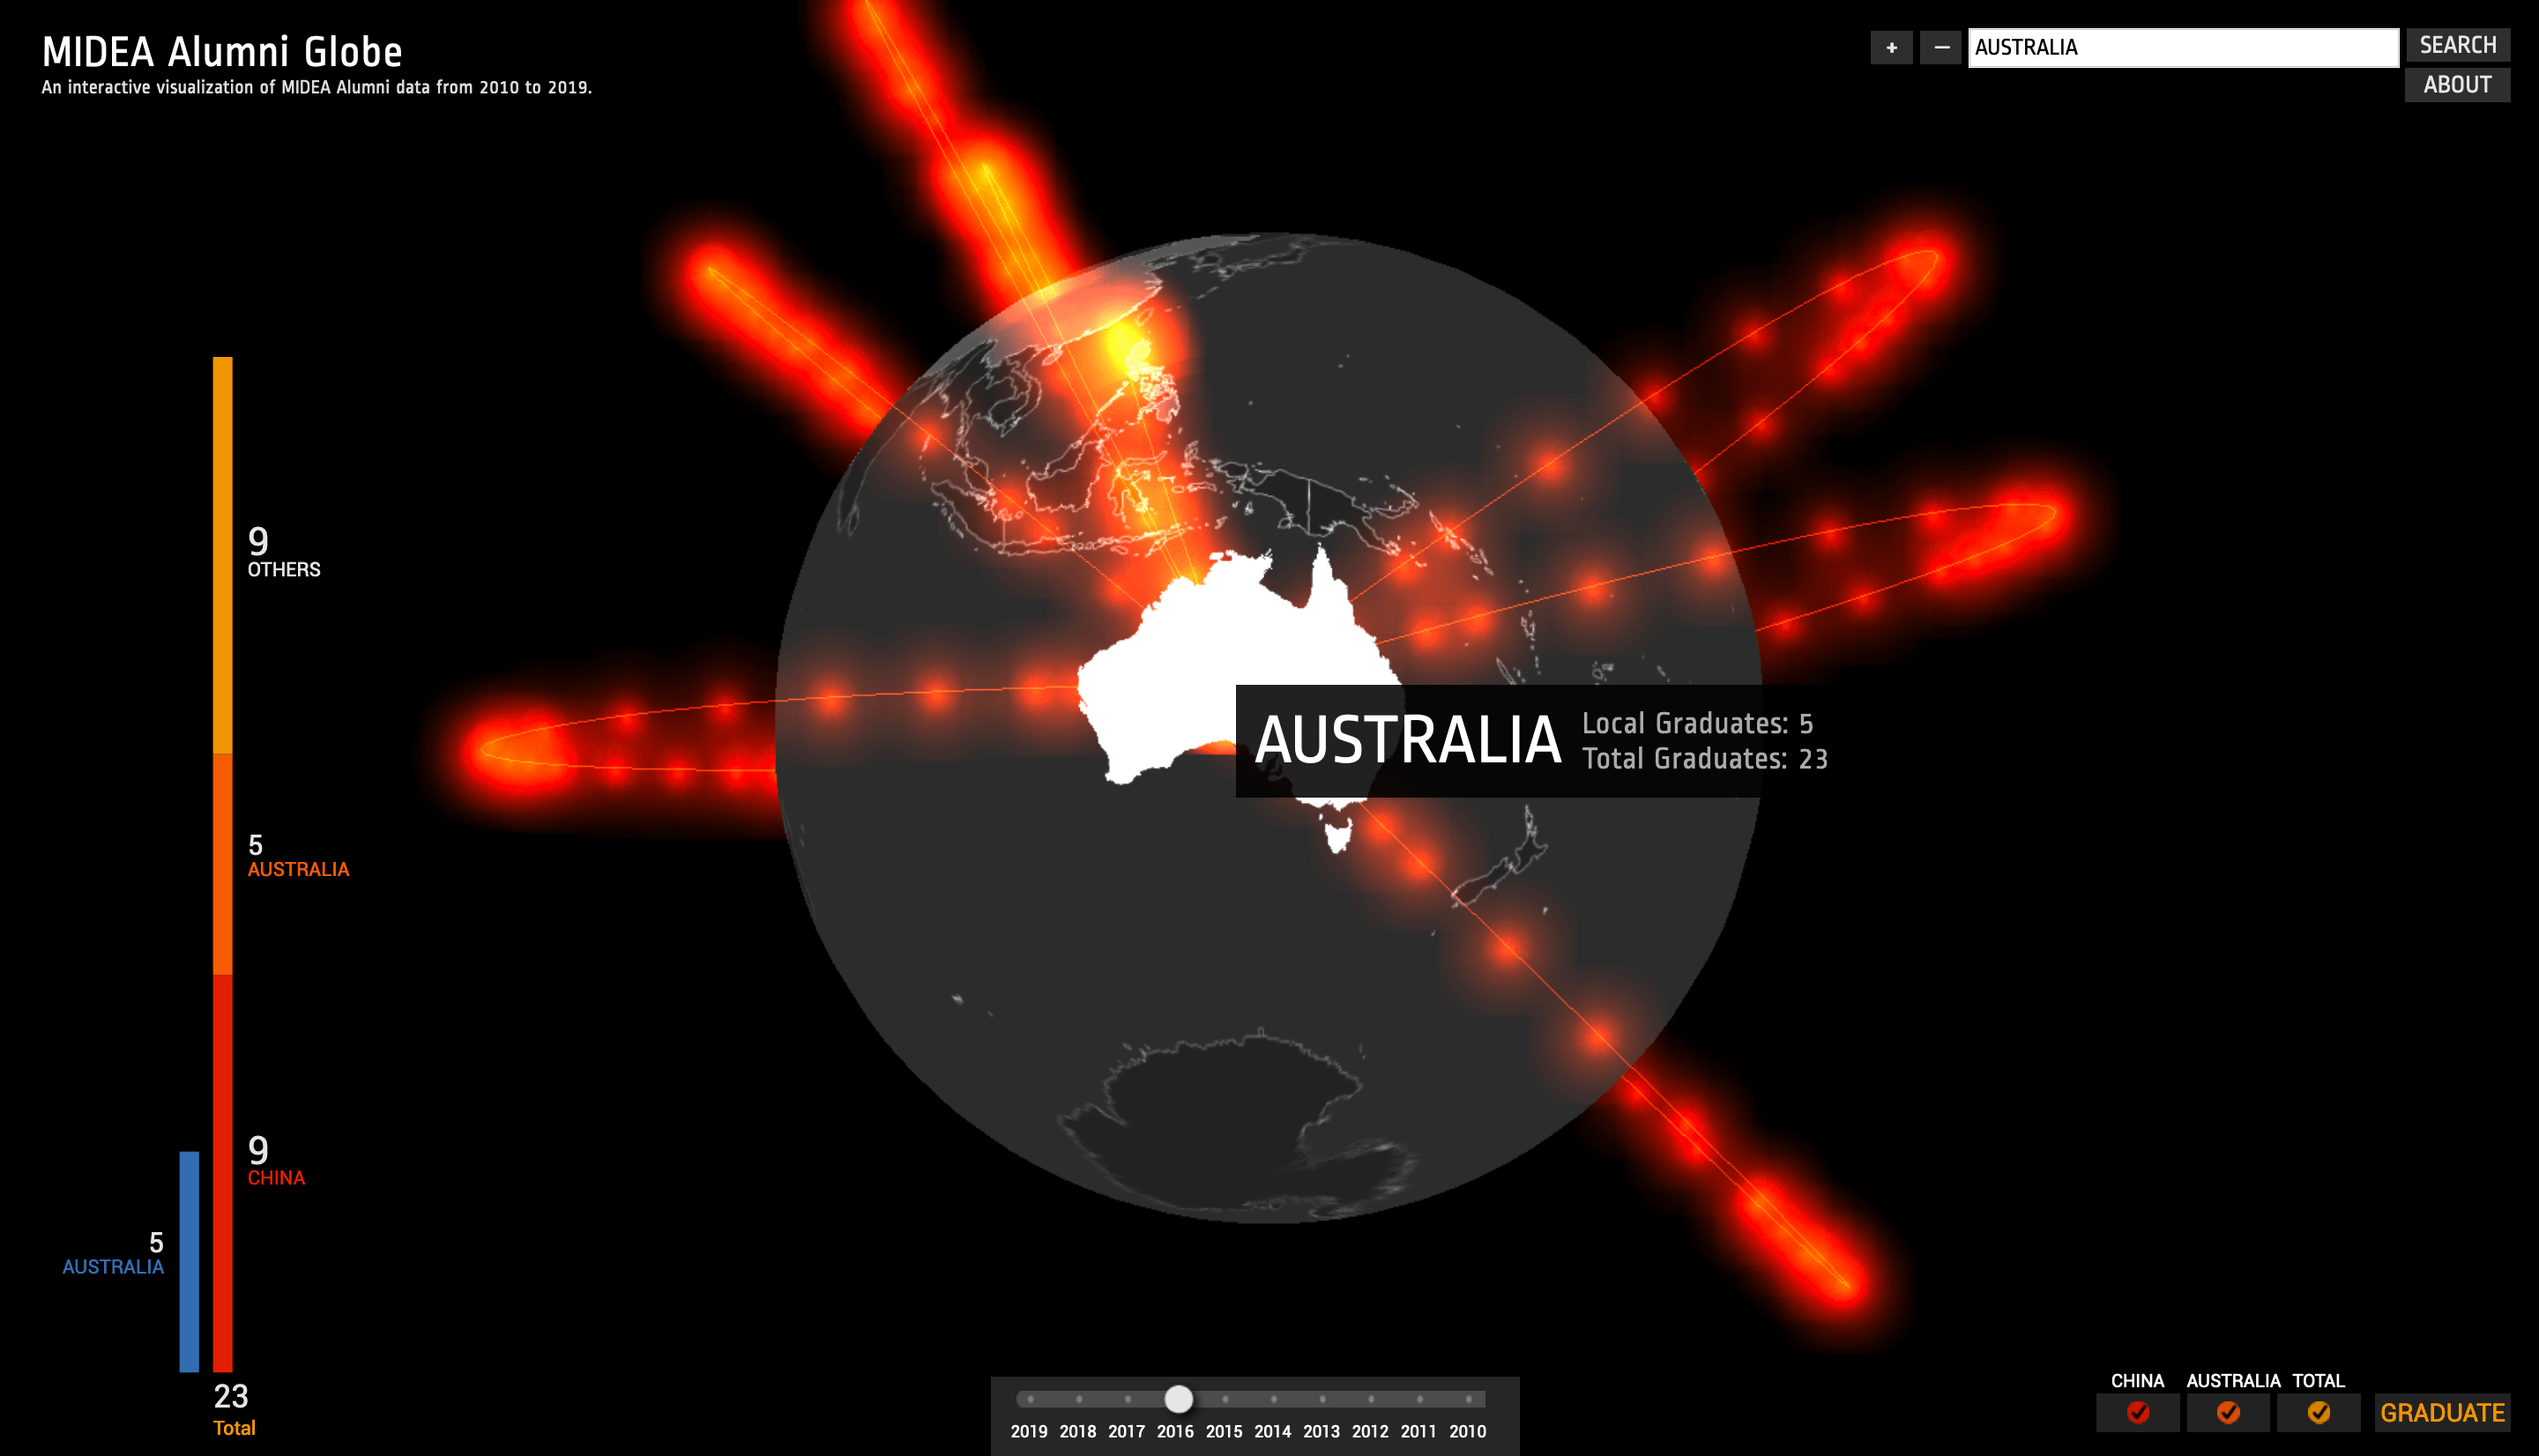 MIDEA Alumni Globe
An interactive visualization of MIDEA Alumni data from 2010 to 2019.
+ — AUSTRALIA SEARCH
ABOUT
9
OTHERS
5
AUSTRALIA
9
CHINA
5
AUSTRALIA
23
Total
AUSTRALIA
Local Graduates: 5
Total Graduates: 23
2019 2018 2017 2016 2015 2014 2013 2012 2011 2010
CHINA AUSTRALIA TOTAL
GRADUATE